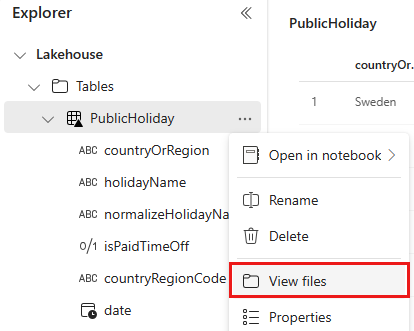 Explorer
Lakehouse
Tables
PublicHoliday
ABC countryOrRegion
ABC holidayName
ABC normalizeHolidayNa
0/1 isPaidTimeOff
ABC countryRegionCode
date
PublicHoliday
countryOr.
1 Sweden
Open in notebook
Rename
Delete
View files
Properties